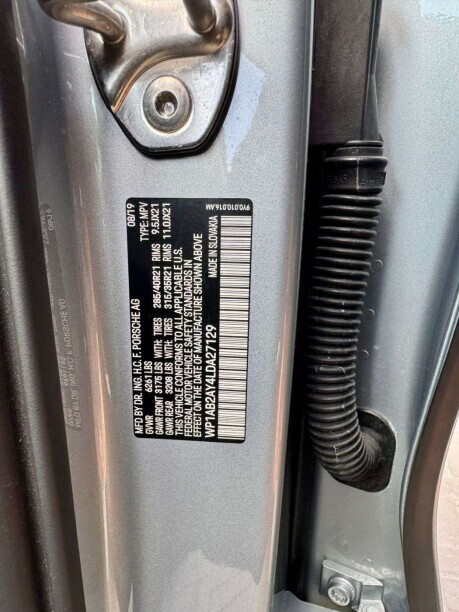 MFD. BY DR. ING. H.C. F. PORSCHE AG 08/19
GVWR 6261 LBS TYPE: MPV
GAWR FRONT 3175 LBS WITH: TIRES 285/40R21 RIMS 9.5JX21
GAWR REAR 3208 LBS WITH: TIRES 315/35R21 RIMS 11.0JX21
THIS VEHICLE CONFORMS TO ALL APPLICABLE U.S.
FEDERAL MOTOR VEHICLE SAFETY STANDARDS IN
EFFECT ON THE DATE OF MANUFACTURE SHOWN ABOVE
WP1AB2AY4LDA27129 MADE IN SLOVAKIA
9Y0.010.016.AM